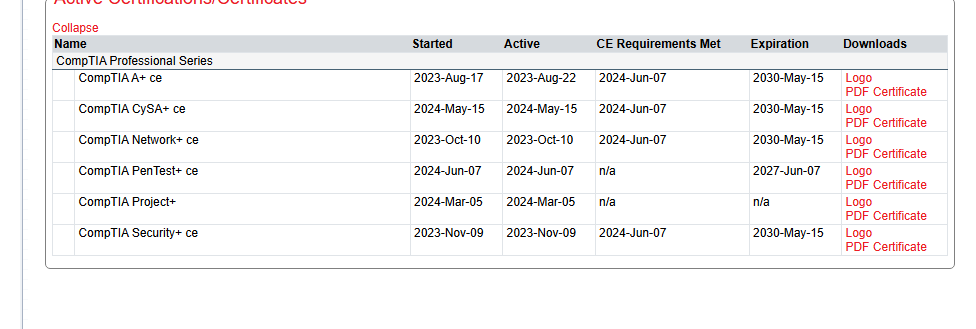 Active Certifications/Certificates
Collapse
Name Started Active CE Requirements Met Expiration Downloads
CompTIA Professional Series
CompTIA A+ ce 2023-Aug-17 2023-Aug-22 2024-Jun-07 2030-May-15 Logo
PDF Certificate
CompTIA CySA+ ce 2024-May-15 2024-May-15 2024-Jun-07 2030-May-15 Logo
PDF Certificate
CompTIA Network+ ce 2023-Oct-10 2023-Oct-10 2024-Jun-07 2030-May-15 Logo
PDF Certificate
CompTIA PenTest+ ce 2024-Jun-07 2024-Jun-07 n/a 2027-Jun-07 Logo
PDF Certificate
CompTIA Project+ 2024-Mar-05 2024-Mar-05 n/a n/a Logo
PDF Certificate
CompTIA Security+ ce 2023-Nov-09 2023-Nov-09 2024-Jun-07 2030-May-15 Logo
PDF Certificate